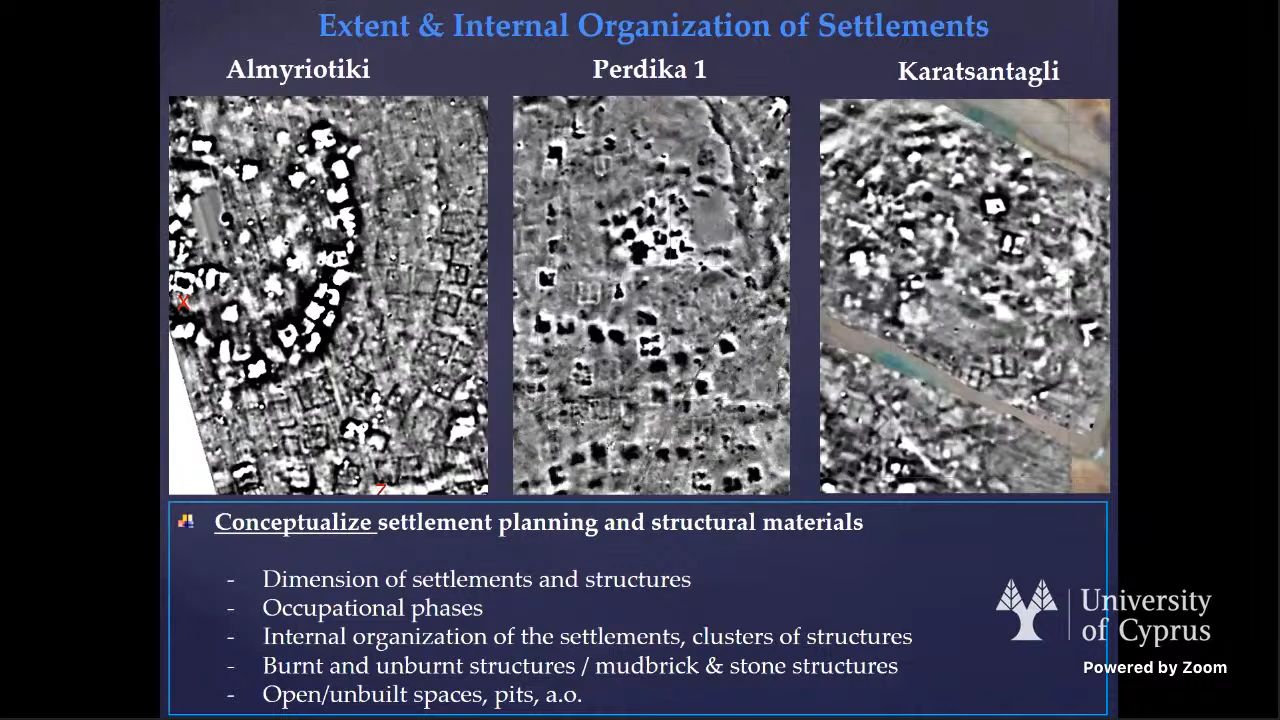 Extent & Internal Organization of Settlements
Almyriotiki
Perdika 1
Karatsantagli
X
Z
Conceptualize settlement planning and structural materials
- Dimension of settlements and structures
- Occupational phases
- Internal organization of the settlements, clusters of structures
- Burnt and unburnt structures / mudbrick & stone structures
- Open/unbuilt spaces, pits, a.o.
University
of Cyprus
Powered by Zoom